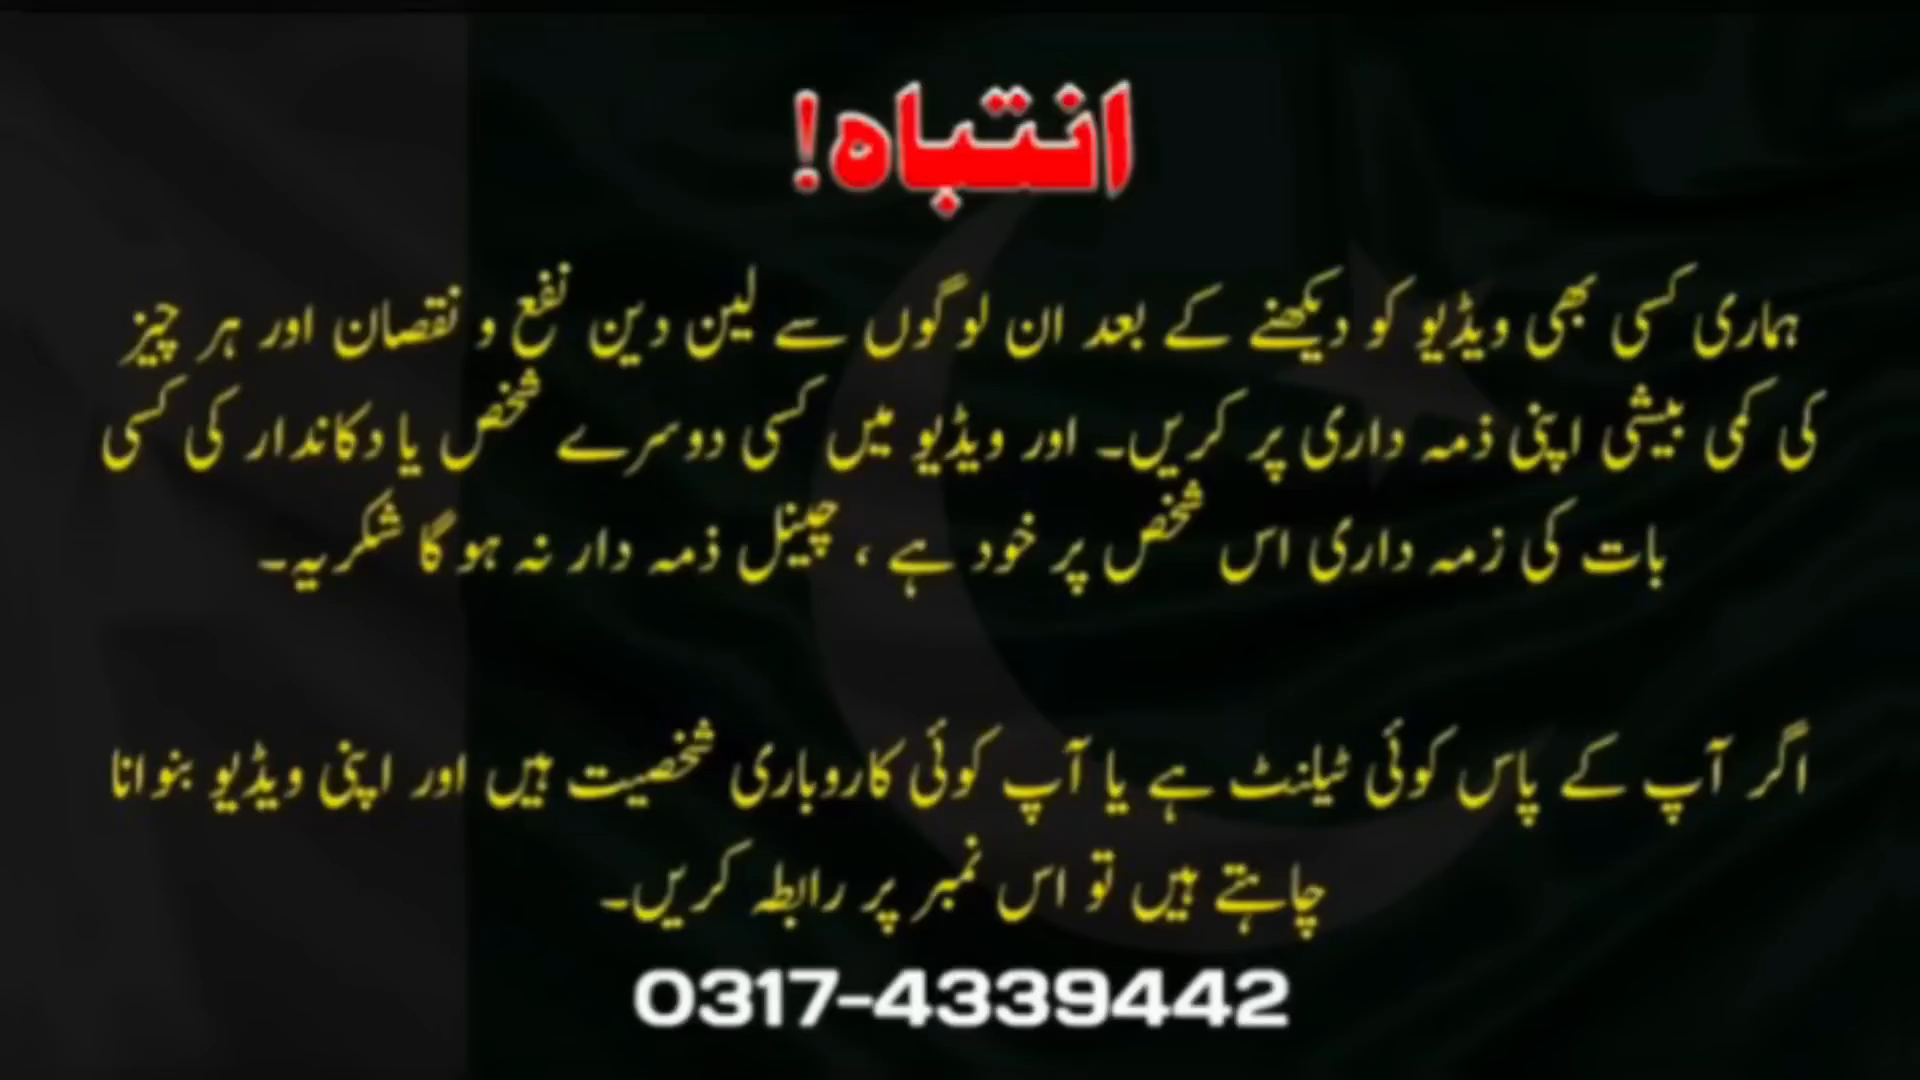 انتباہ!
ہماری کسی بھی ویڈیو کو دیکھنے کے بعد ان لوگوں سے لین دین نفع و نقصان اور ہر چیز
کی کمی بیشی اپنی ذمہ داری پر کریں۔ اور ویڈیو میں کسی دوسرے شخص یا دکاندار کی کسی
بات کی زمہ داری اس شخص پر خود ہے ، چینل ذمہ دار نہ ہو گا شکریہ۔
اگر آپ کے پاس کوئی ٹیلنٹ ہے یا آپ کوئی کاروباری شخصیت ہیں اور اپنی ویڈیو بنوانا
چاہتے ہیں تو اس نمبر پر رابطہ کریں۔
0317-4339442